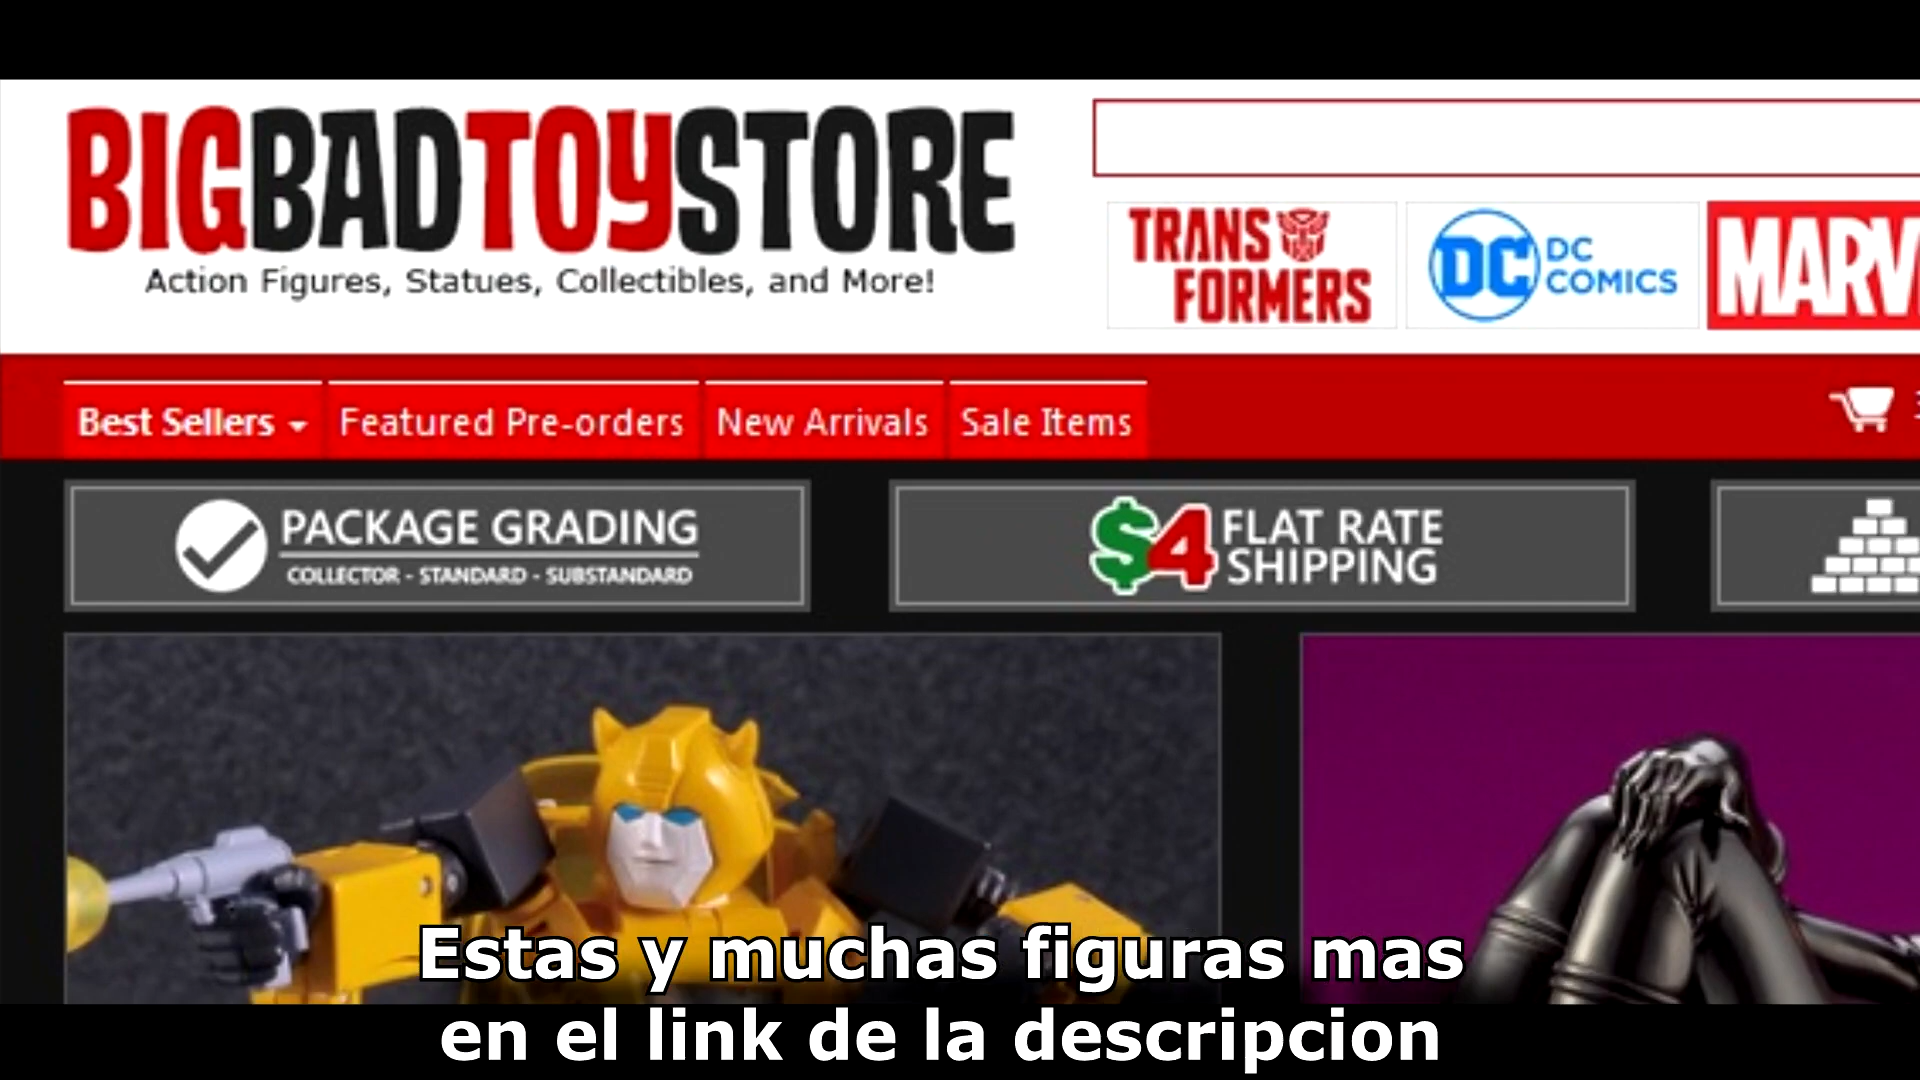 BIGBADTOYSTORE
Action Figures, Statues, Collectibles, and More!
TRANS
FORMERS
DC
DC
COMICS
Best Sellers
Featured Pre-orders
New Arrivals
Sale Items
PACKAGE GRADING
COLLECTOR - STANDARD - SUBSTANDARD
$4
FLAT RATE
SHIPPING
Estas y muchas figuras mas
en el link de la descripcion